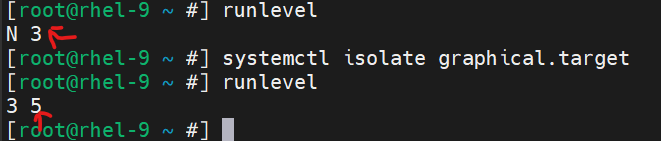 [root@rhel-9 ~ #] runlevel
N 3
[root@rhel-9 ~ #] systemctl isolate graphical.target
[root@rhel-9 ~ #] runlevel
3 5
[root@rhel-9 ~ #]